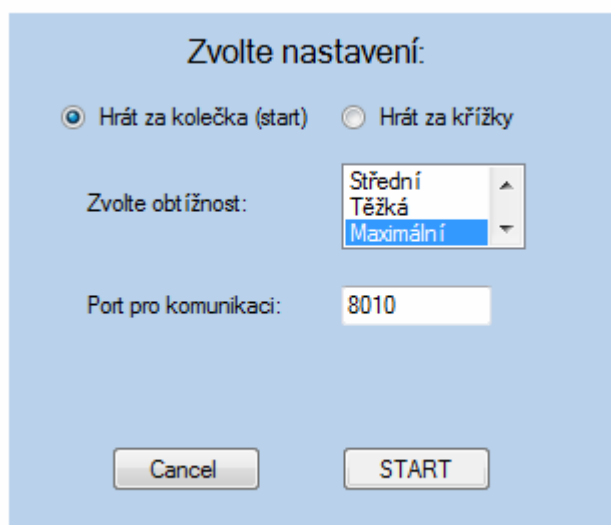 Zvolte nastavení:
Hrát za kolečka (start) Hrát za křížky
Zvolte obtížnost:
Střední
Těžká
Maximální
Port pro komunikaci: 8010
Cancel START